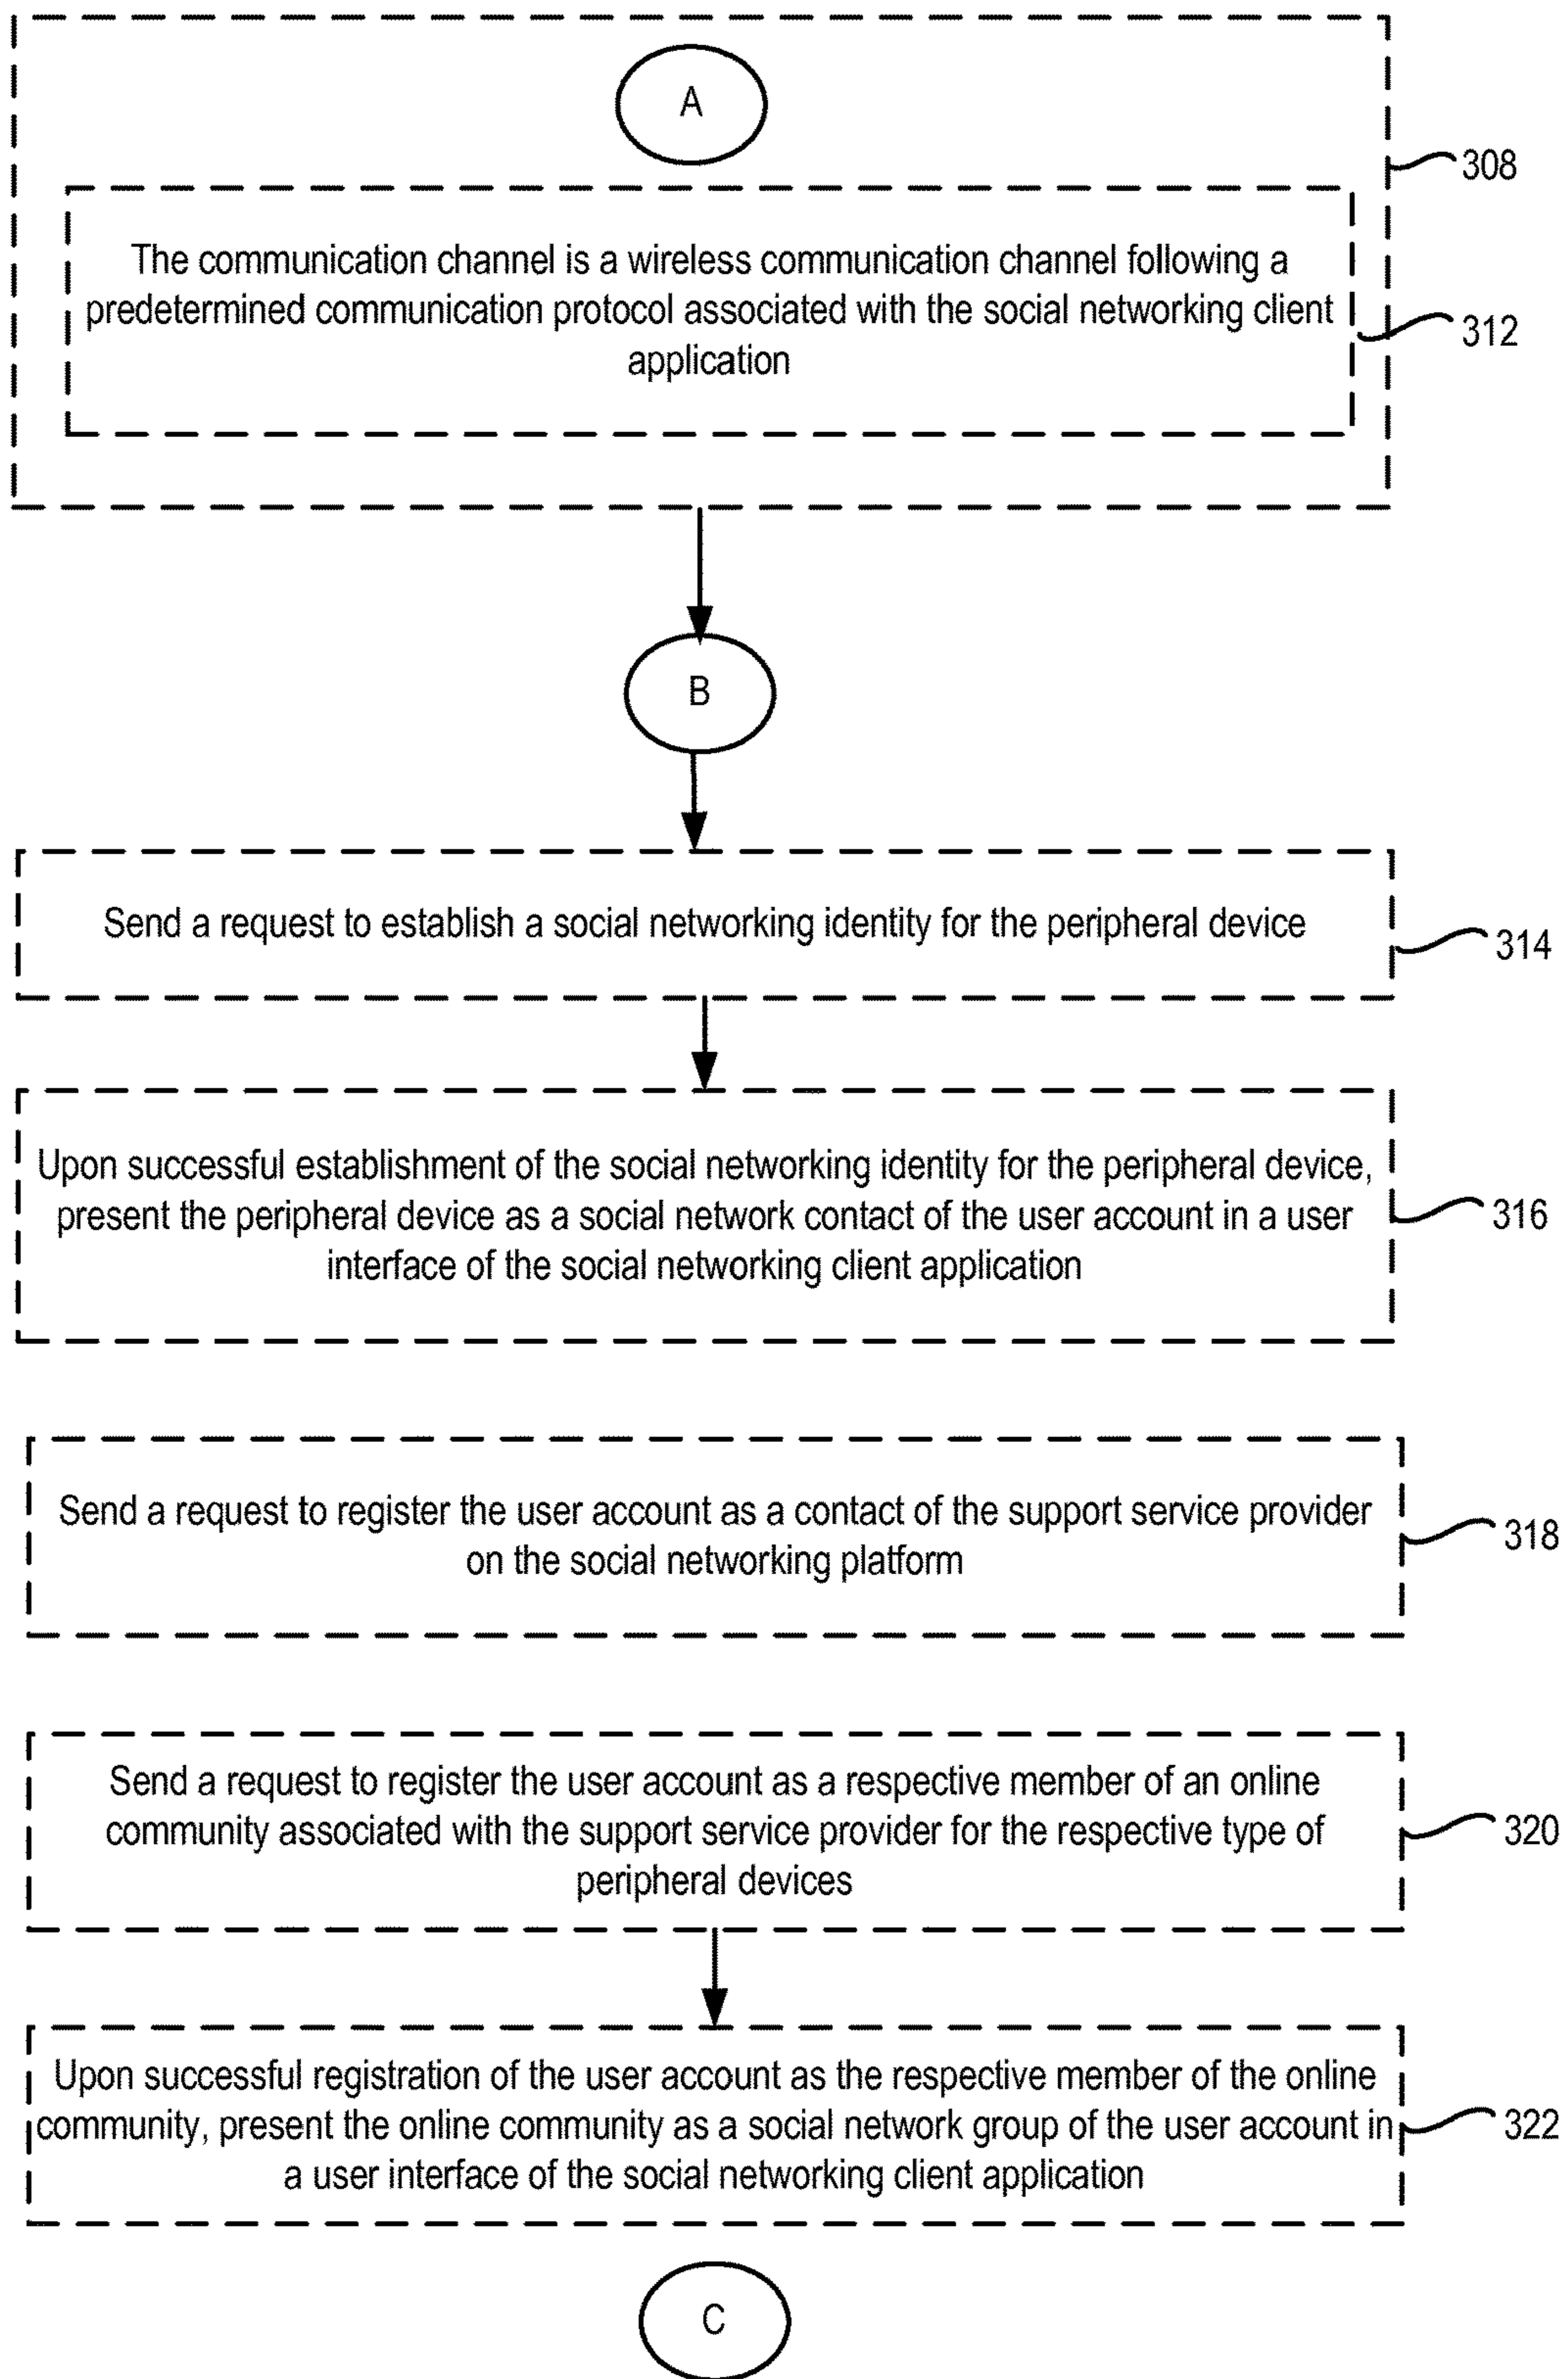 A
308
The communication channel is a wireless communication channel following a
predetermined communication protocol associated with the social networking client
application
312
B
Send a request to establish a social networking identity for the peripheral device
314
Upon successful establishment of the social networking identity for the peripheral device,
present the peripheral device as a social network contact of the user account in a user
interface of the social networking client application
316
Send a request to register the user account as a contact of the support service provider
on the social networking platform
318
Send a request to register the user account as a respective member of an online
community associated with the support service provider for the respective type of
peripheral devices
320
Upon successful registration of the user account as the respective member of the online
community, present the online community as a social network group of the user account in
a user interface of the social networking client application
322
C